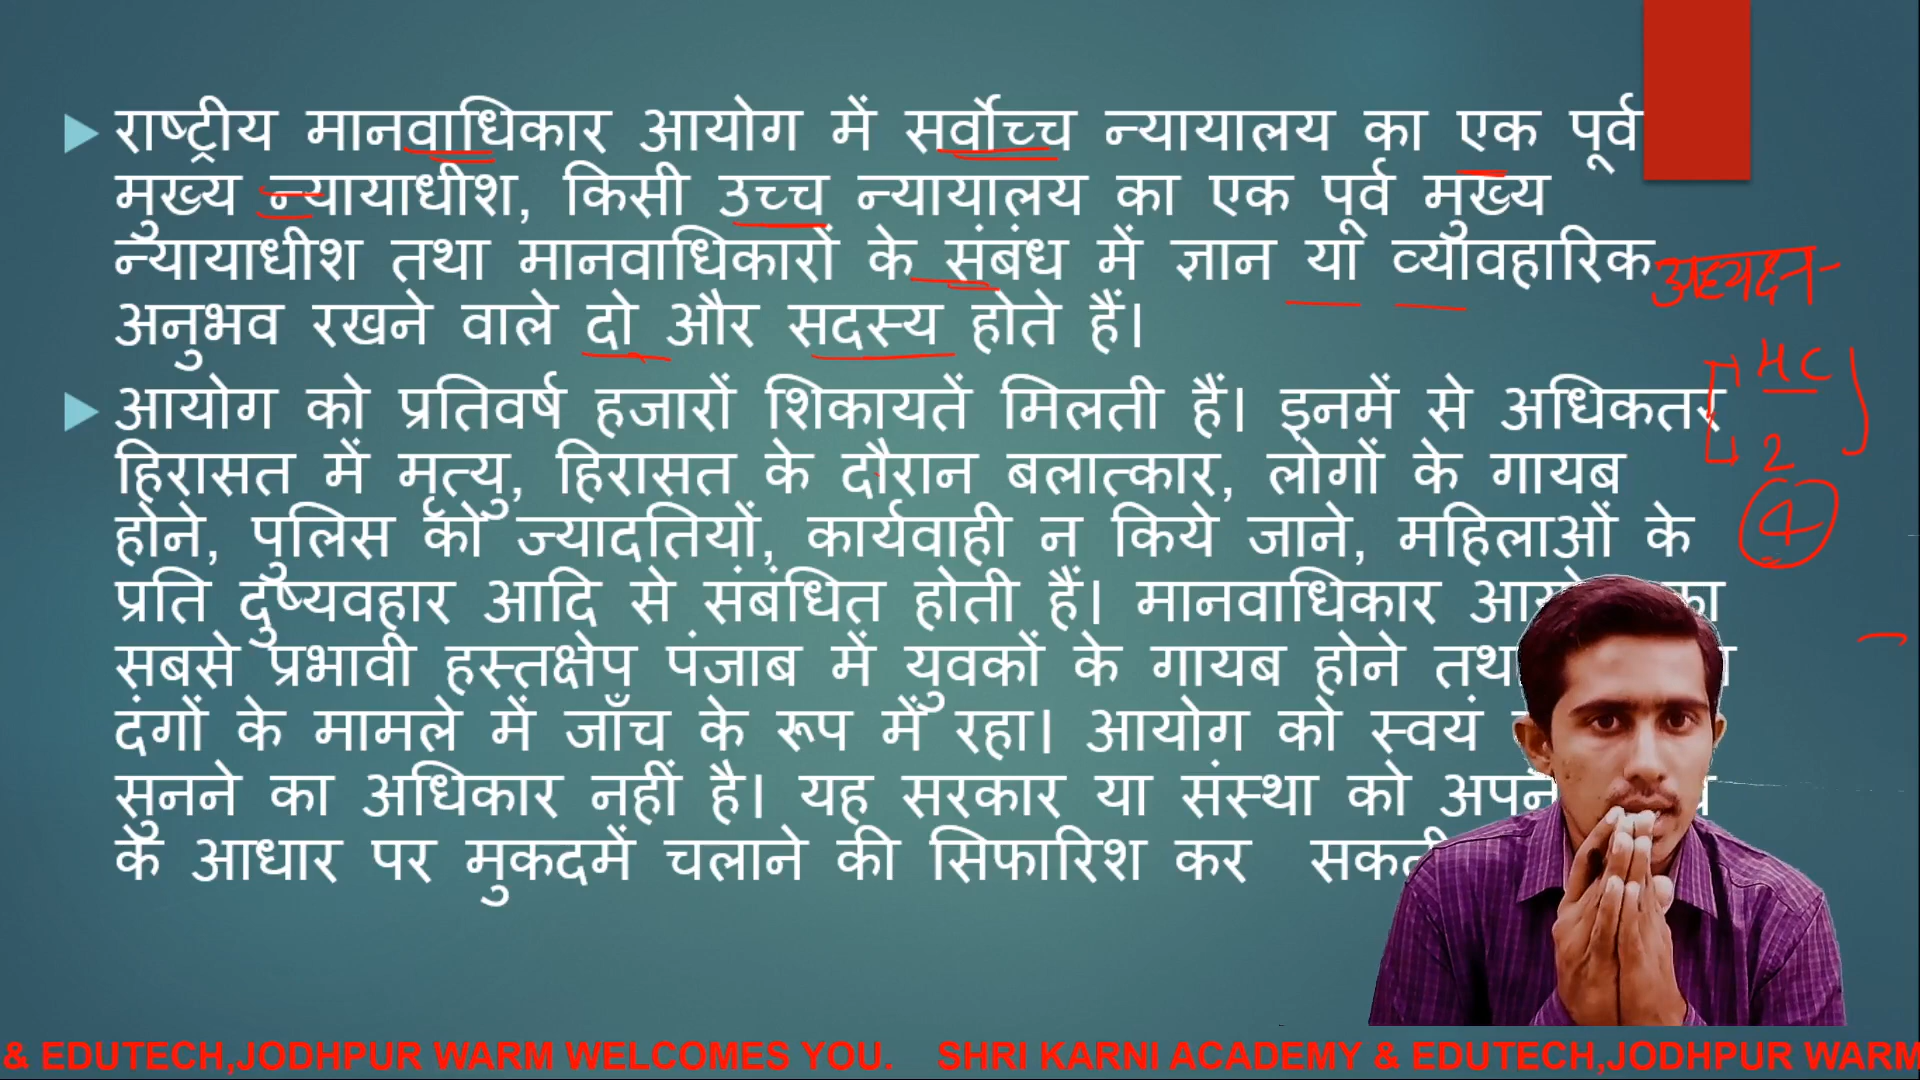 राष्ट्रीय मानवाधिकार आयोग में सर्वोच्च न्यायालय का एक पूर्व
मुख्य न्यायाधीश, किसी उच्च न्यायालय का एक पूर्व मुख्य
न्यायाधीश तथा मानवाधिकारों के संबंध में ज्ञान या व्यावहारिक
अनुभव रखने वाले दो और सदस्य होते हैं।
अध्यक्ष -
HC
2
4
आयोग को प्रतिवर्ष हजारों शिकायतें मिलती हैं। इनमें से अधिकतर
हिरासत में मृत्यु, हिरासत के दौरान बलात्कार, लोगों के गायब
होने, पुलिस को ज्यादतियों, कार्यवाही न किये जाने, महिलाओं के
प्रति दुष्यवहार आदि से संबंधित होती हैं। मानवाधिकार का
सबसे प्रभावी हस्तक्षेप पंजाब में युवकों के गायब होने
दंगों के मामले में जाँच के रूप में रहा। आयोग को स्वयं
सुनने का अधिकार नहीं है। यह सरकार या संस्था को
के आधार पर मुकदमें चलाने की सिफारिश कर
& EDUTECH,JODHPUR WARM WELCOMES YOU. SHRI KARNI ACADEMY & EDUTECH,JODHPUR WARM